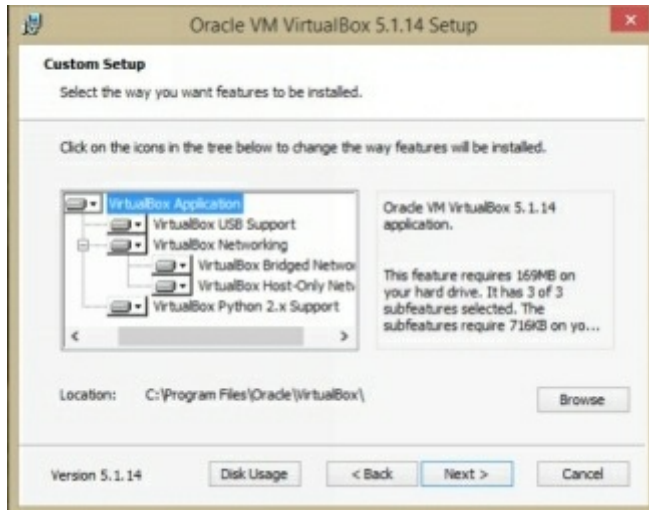 Oracle VM VirtualBox 5.1.14 Setup
Custom Setup
Select the way you want features to be installed.
Click on the icons in the tree below to change the way features will be installed.
VirtualBox Application
VirtualBox USB Support
VirtualBox Networking
VirtualBox Bridged Networ
VirtualBox Host-Only Netw
VirtualBox Python 2.x Support
Oracle VM VirtualBox 5.1.14
application.
This feature requires 169MB on
your hard drive. It has 3 of 3
subfeatures selected. The
subfeatures require 716KB on yo...
Location: C:\Program Files\Oracle\VirtualBox\
Browse
Version 5.1.14
Disk Usage
< Back
Next >
Cancel